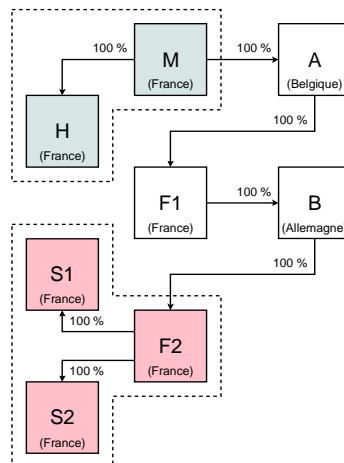 100 %
M
(France)
100 %
A
(Belgique)
H
(France)
100 %
F1
(France)
100 %
B
(Allemagne)
100 %
S1
(France)
100 %
F2
(France)
100 %
S2
(France)